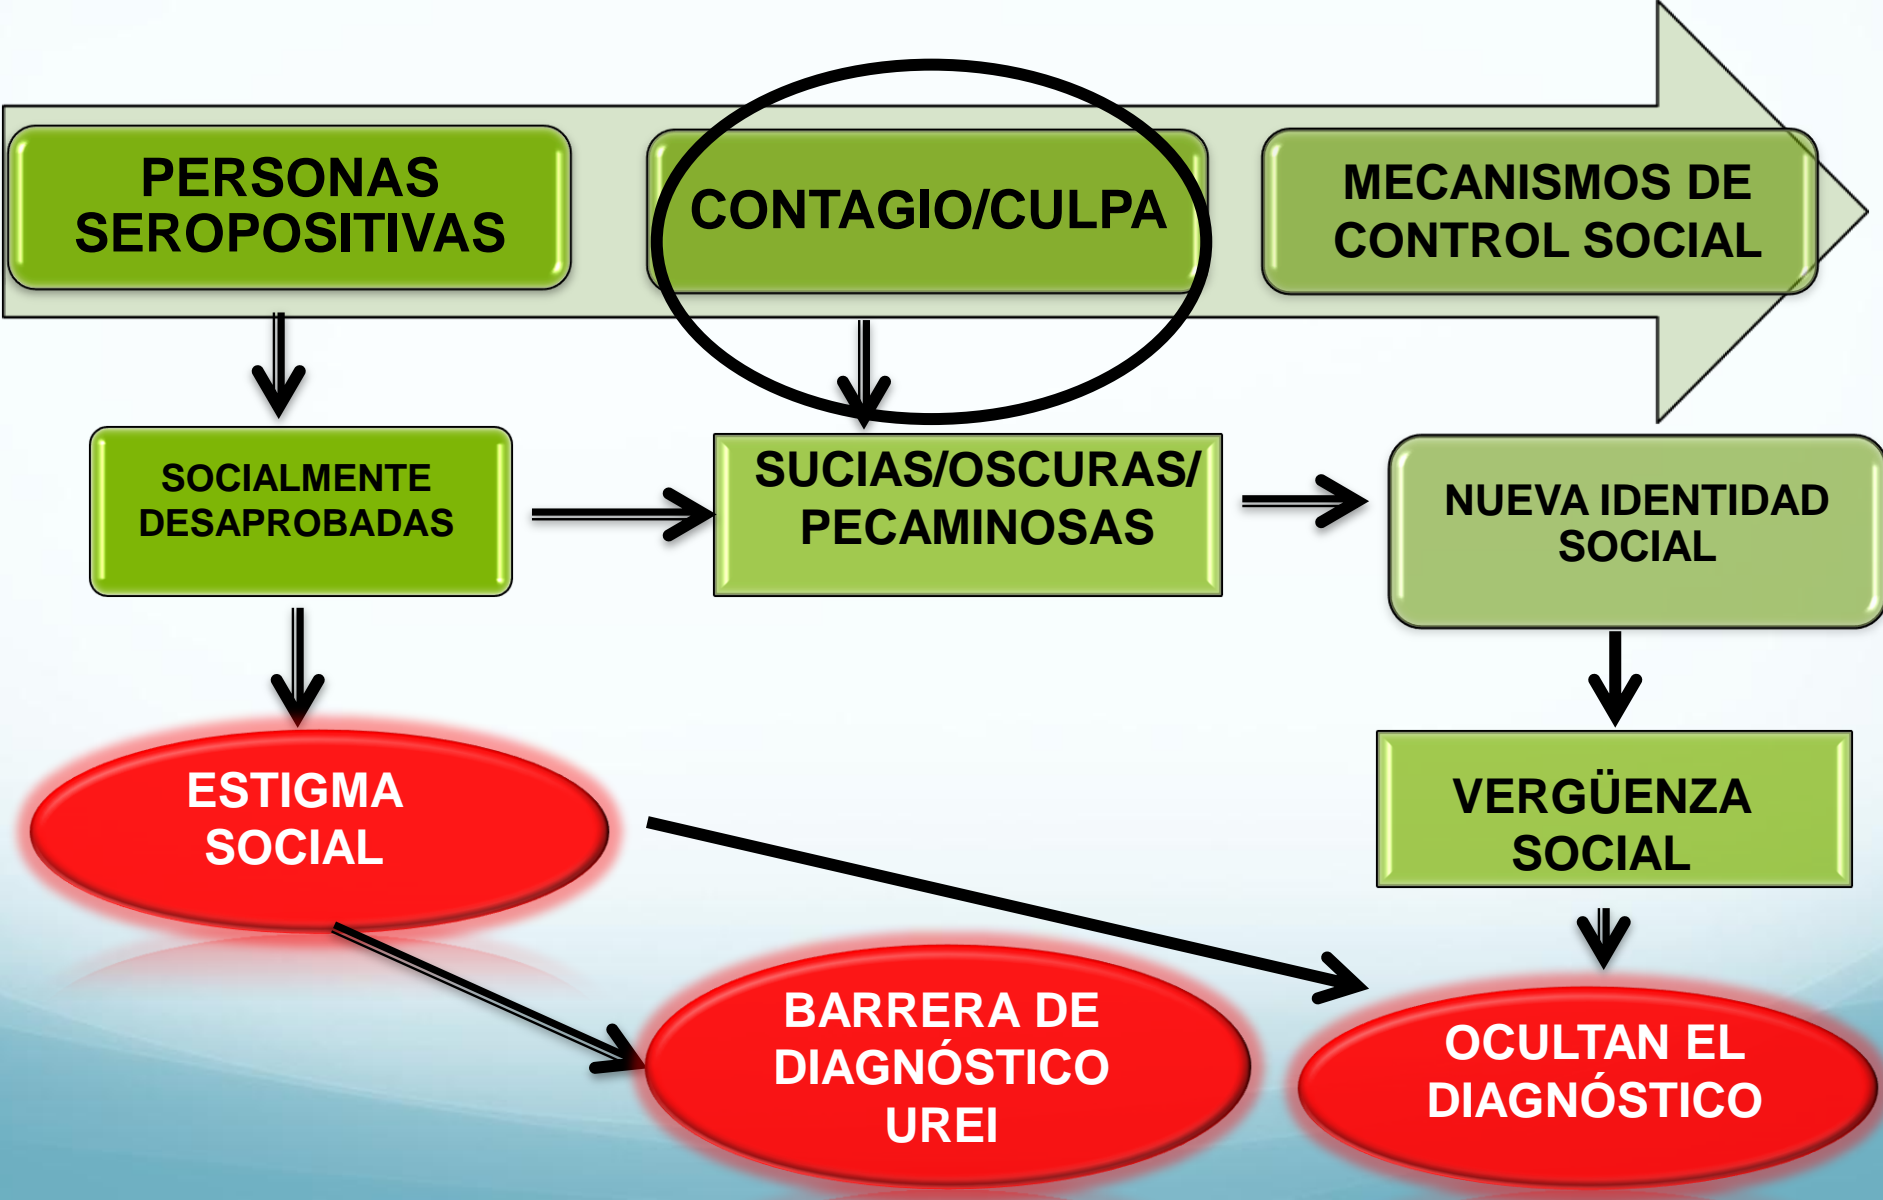 PERSONAS
SEROPOSITIVAS
CONTAGIO/CULPA
MECANISMOS DE
CONTROL SOCIAL
SOCIALMENTE
DESAPROBADAS
SUCIAS/OSCURAS/
PECAMINOSAS
NUEVA IDENTIDAD
SOCIAL
ESTIGMA
SOCIAL
VERGÜENZA
SOCIAL
BARRERA DE
DIAGNÓSTICO
UREI
OCULTAN EL
DIAGNÓSTICO